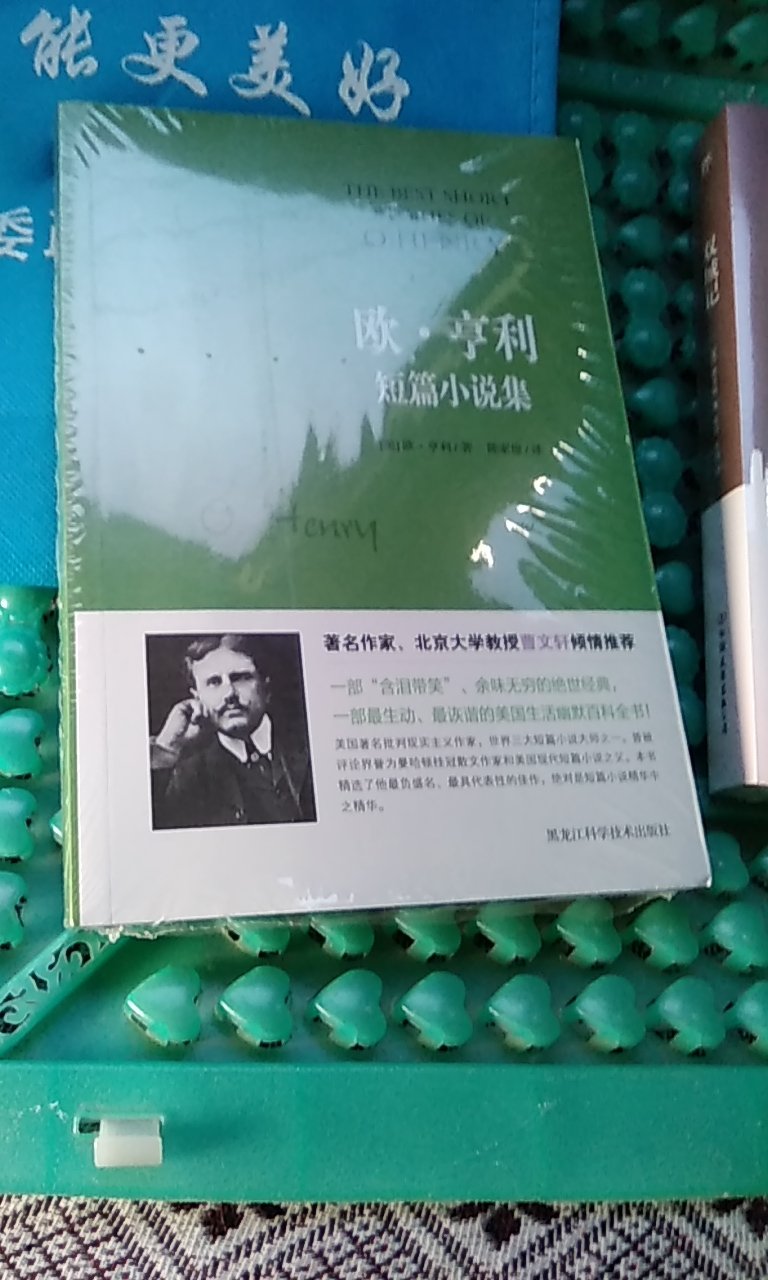 能更美好
THE BEST SHORT
欧·亨利
短篇小说集
O Henry
著名作家、北京大学教授曹文轩倾情推荐
一部“含泪带笑”、余味无穷的绝世经典，
一部最生动、最诙谐的美国生活幽默百科全书！
美国著名批判现实主义作家，世界三大短篇小说大师之一。曾被
评论界誉为曼哈顿桂冠散文作家和美国现代短篇小说之父。本书
精选了他最负盛名、最具代表性的佳作，绝对是短篇小说精华中
之精华。
黑龙江科学技术出版社
双城记